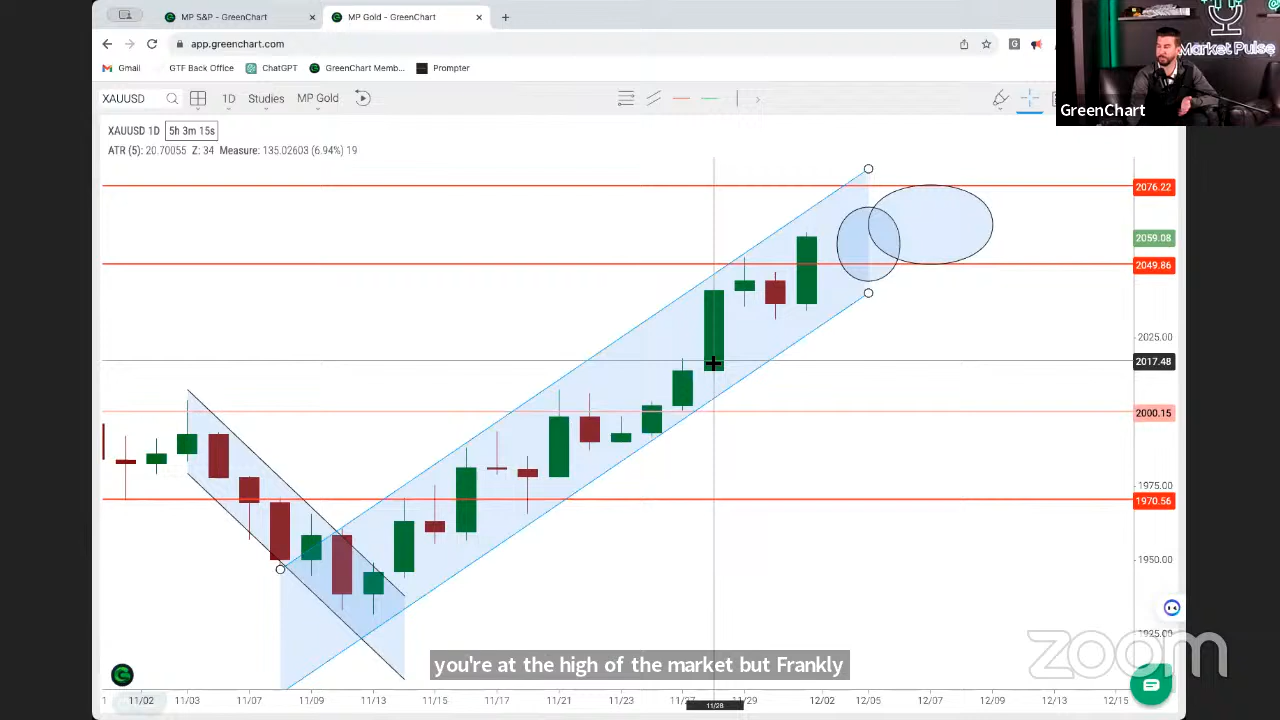 MP S&P - GreenChart
MP Gold - GreenChart
app.greenchart.com
Gmail
GTF Back Office
ChatGPT
GreenChart Memb...
Prompter
Market Pulse
GreenChart
XAUUSD
1D
Studies
MP Gold
XAUUSD 1D
5h 3m 15s
ATR (5): 20.70055 Z: 34 Measure: 135.02603 (6.94%) 19
2076.22
2059.08
2049.86
2025.00
2017.48
2000.15
1975.00
1970.56
1950.00
1925.00
zoom
you're at the high of the market but Frankly
11/02 11/03 11/07 11/09 11/13 11/17 11/21 11/23 11/28 11/29 12/02 12/05 12/07 12/09 12/13 12/15